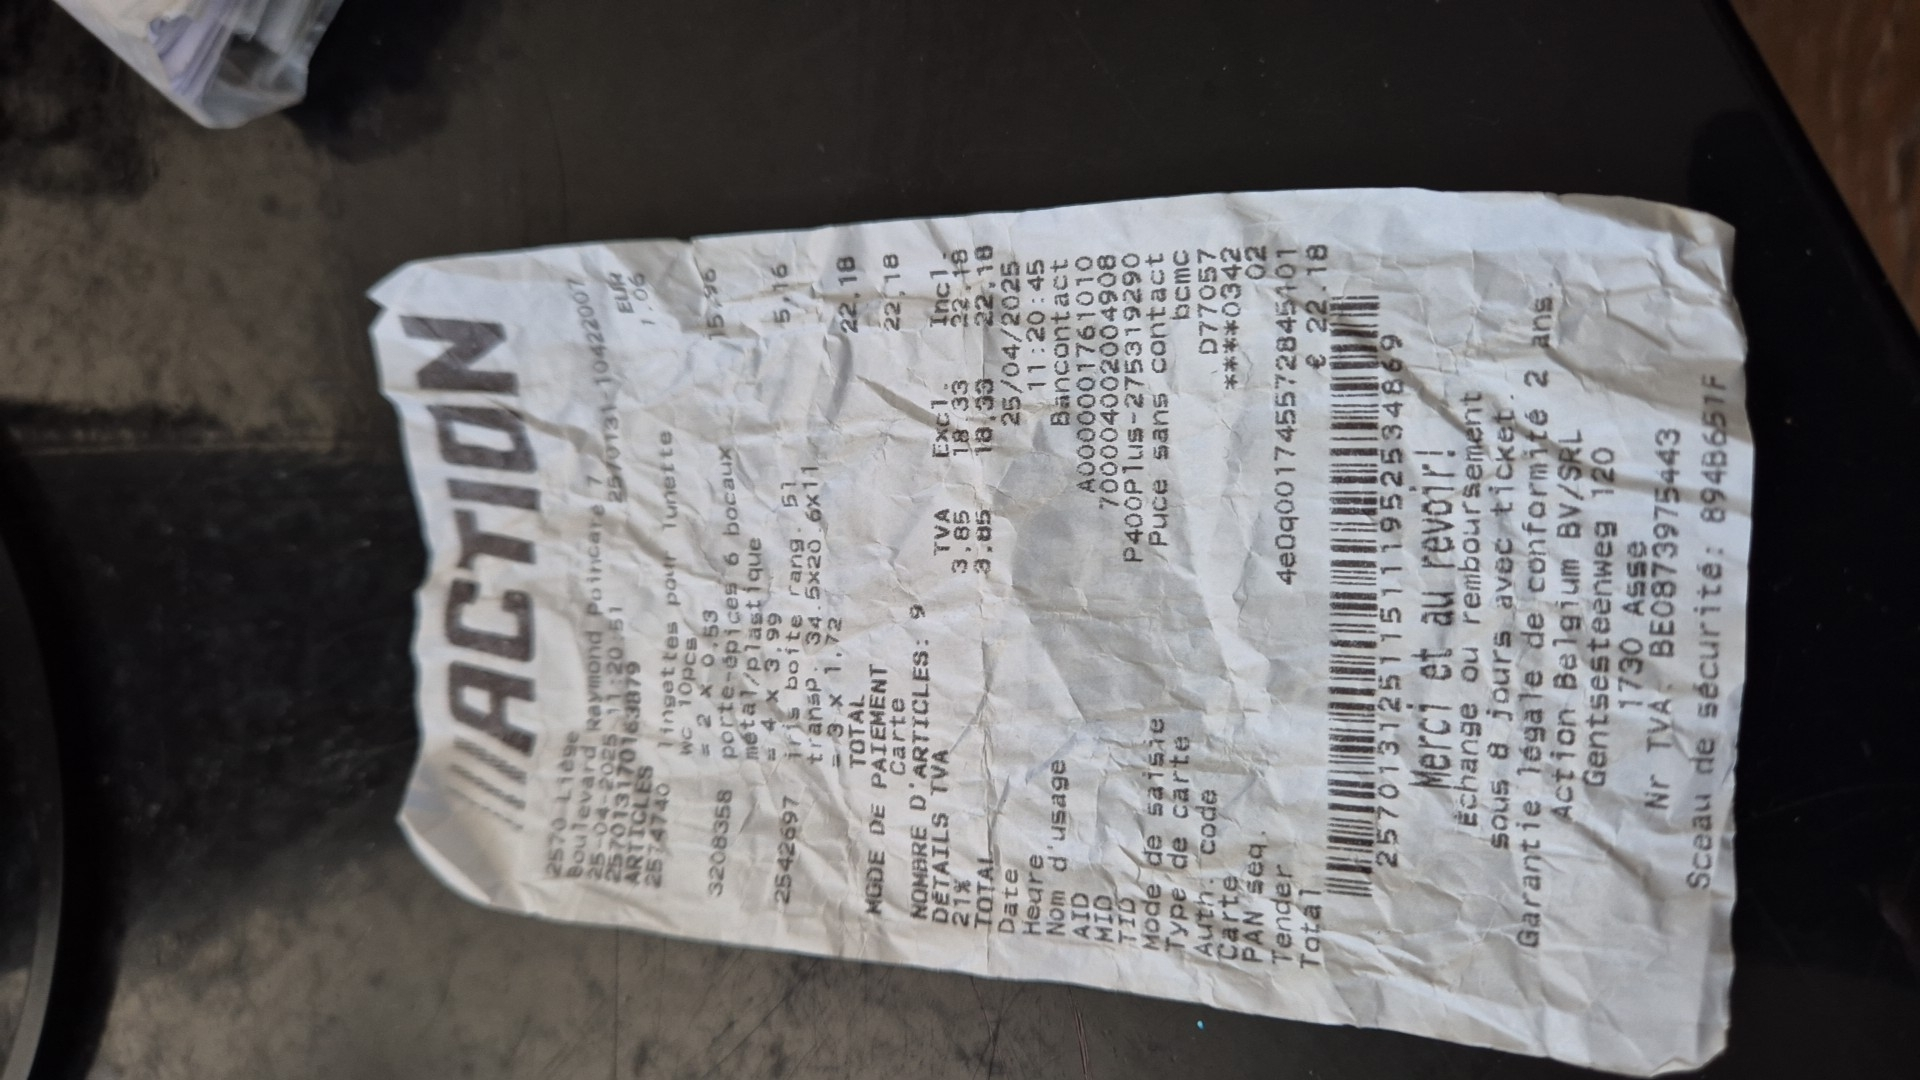 ACTION
2570 Liège
Boulevard Raymond Poincaré 7
25-04-2025 11:20:51 2570131-10422007
2570131170163879
ARTICLES EUR
2574740 lingettes pour lunette 1.06
wc 10pcs
= 2 x 0,53
3208358 porte-épices 6 bocaux 15,96
métal/plastique
= 4 x 3,99
2542697 iris boîte rang. 5l 5,16
transp. 34.5x20.6x11
= 3 x 1,72
TOTAL 22,18
MODE DE PAIEMENT
Carte 22,18
NOMBRE D'ARTICLES: 9
DÉTAILS TVA TVA Excl. Incl.
21% 3.85 18.33 22.18
TOTAL 3.85 18.33 22.18
Date 25/04/2025
Heure 11:20:45
Nom d'usage Bancontact
AID A0000001761010
MID 70000400200490B
TID P400Plus-275319290
Mode de saisie Puce sans contact
Type de carte bcmc
Auth. code D77057
Carte ****0342
PAN seq. 02
Tender 4e0q001745572845101
Total € 22.18
2570131251151119525534869
Merci et au revoir!
Échange ou remboursement
sous 8 jours avec ticket.
Garantie légale de conformité 2 ans.
Action Belgium BV/SRL
Gentsesteenweg 120
1730 Asse
Nr TVA. BE0873975443
Sceau de sécurité: 894B651F